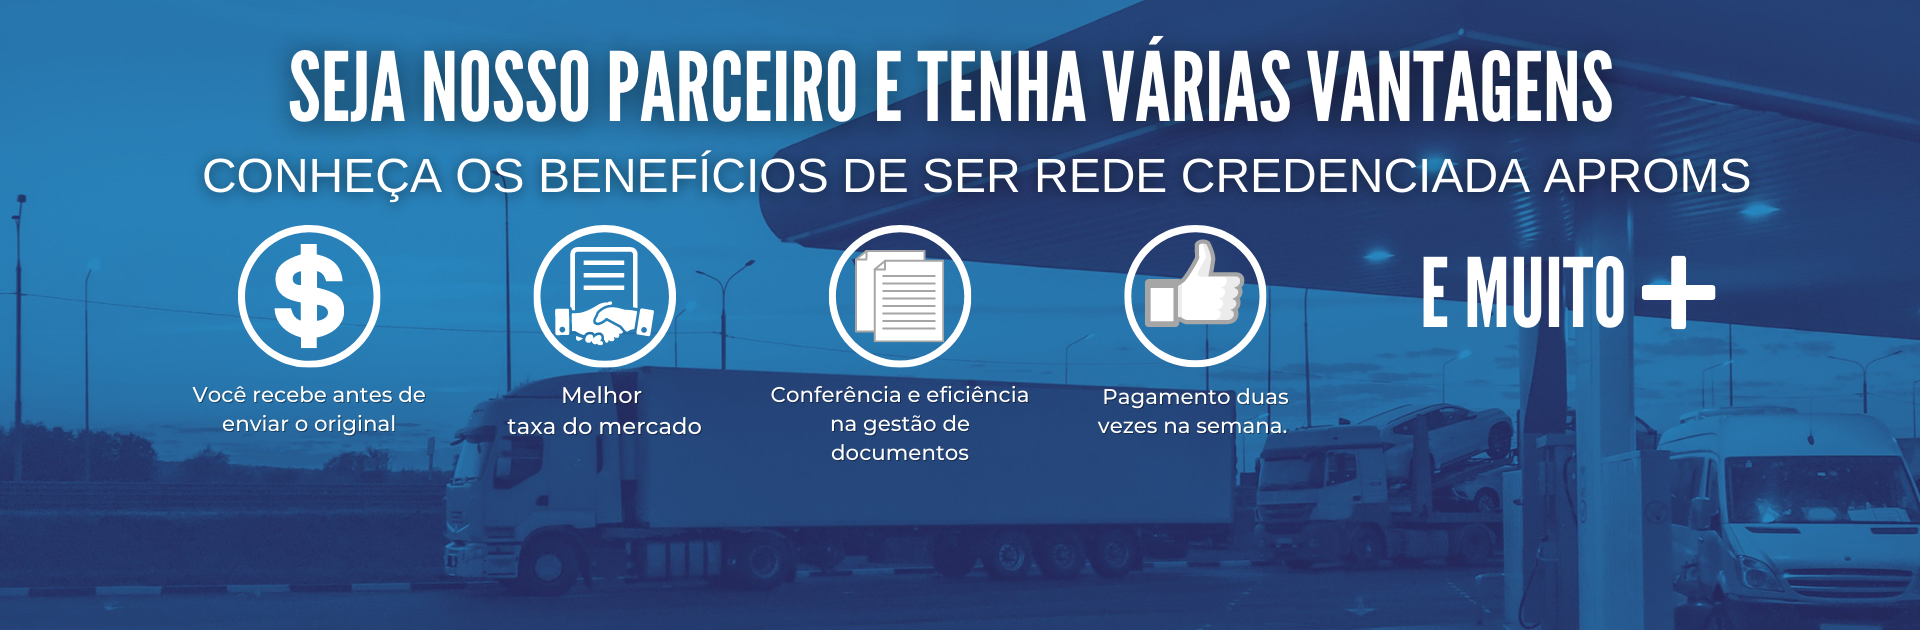 SEJA NOSSO PARCEIRO E TENHA VÁRIAS VANTAGENS
CONHEÇA OS BENEFÍCIOS DE SER REDE CREDENCIADA APROMS
Você recebe antes de
enviar o original
Melhor
taxa do mercado
Conferência e eficiência
na gestão de
documentos
Pagamento duas
vezes na semana.
E MUITO +